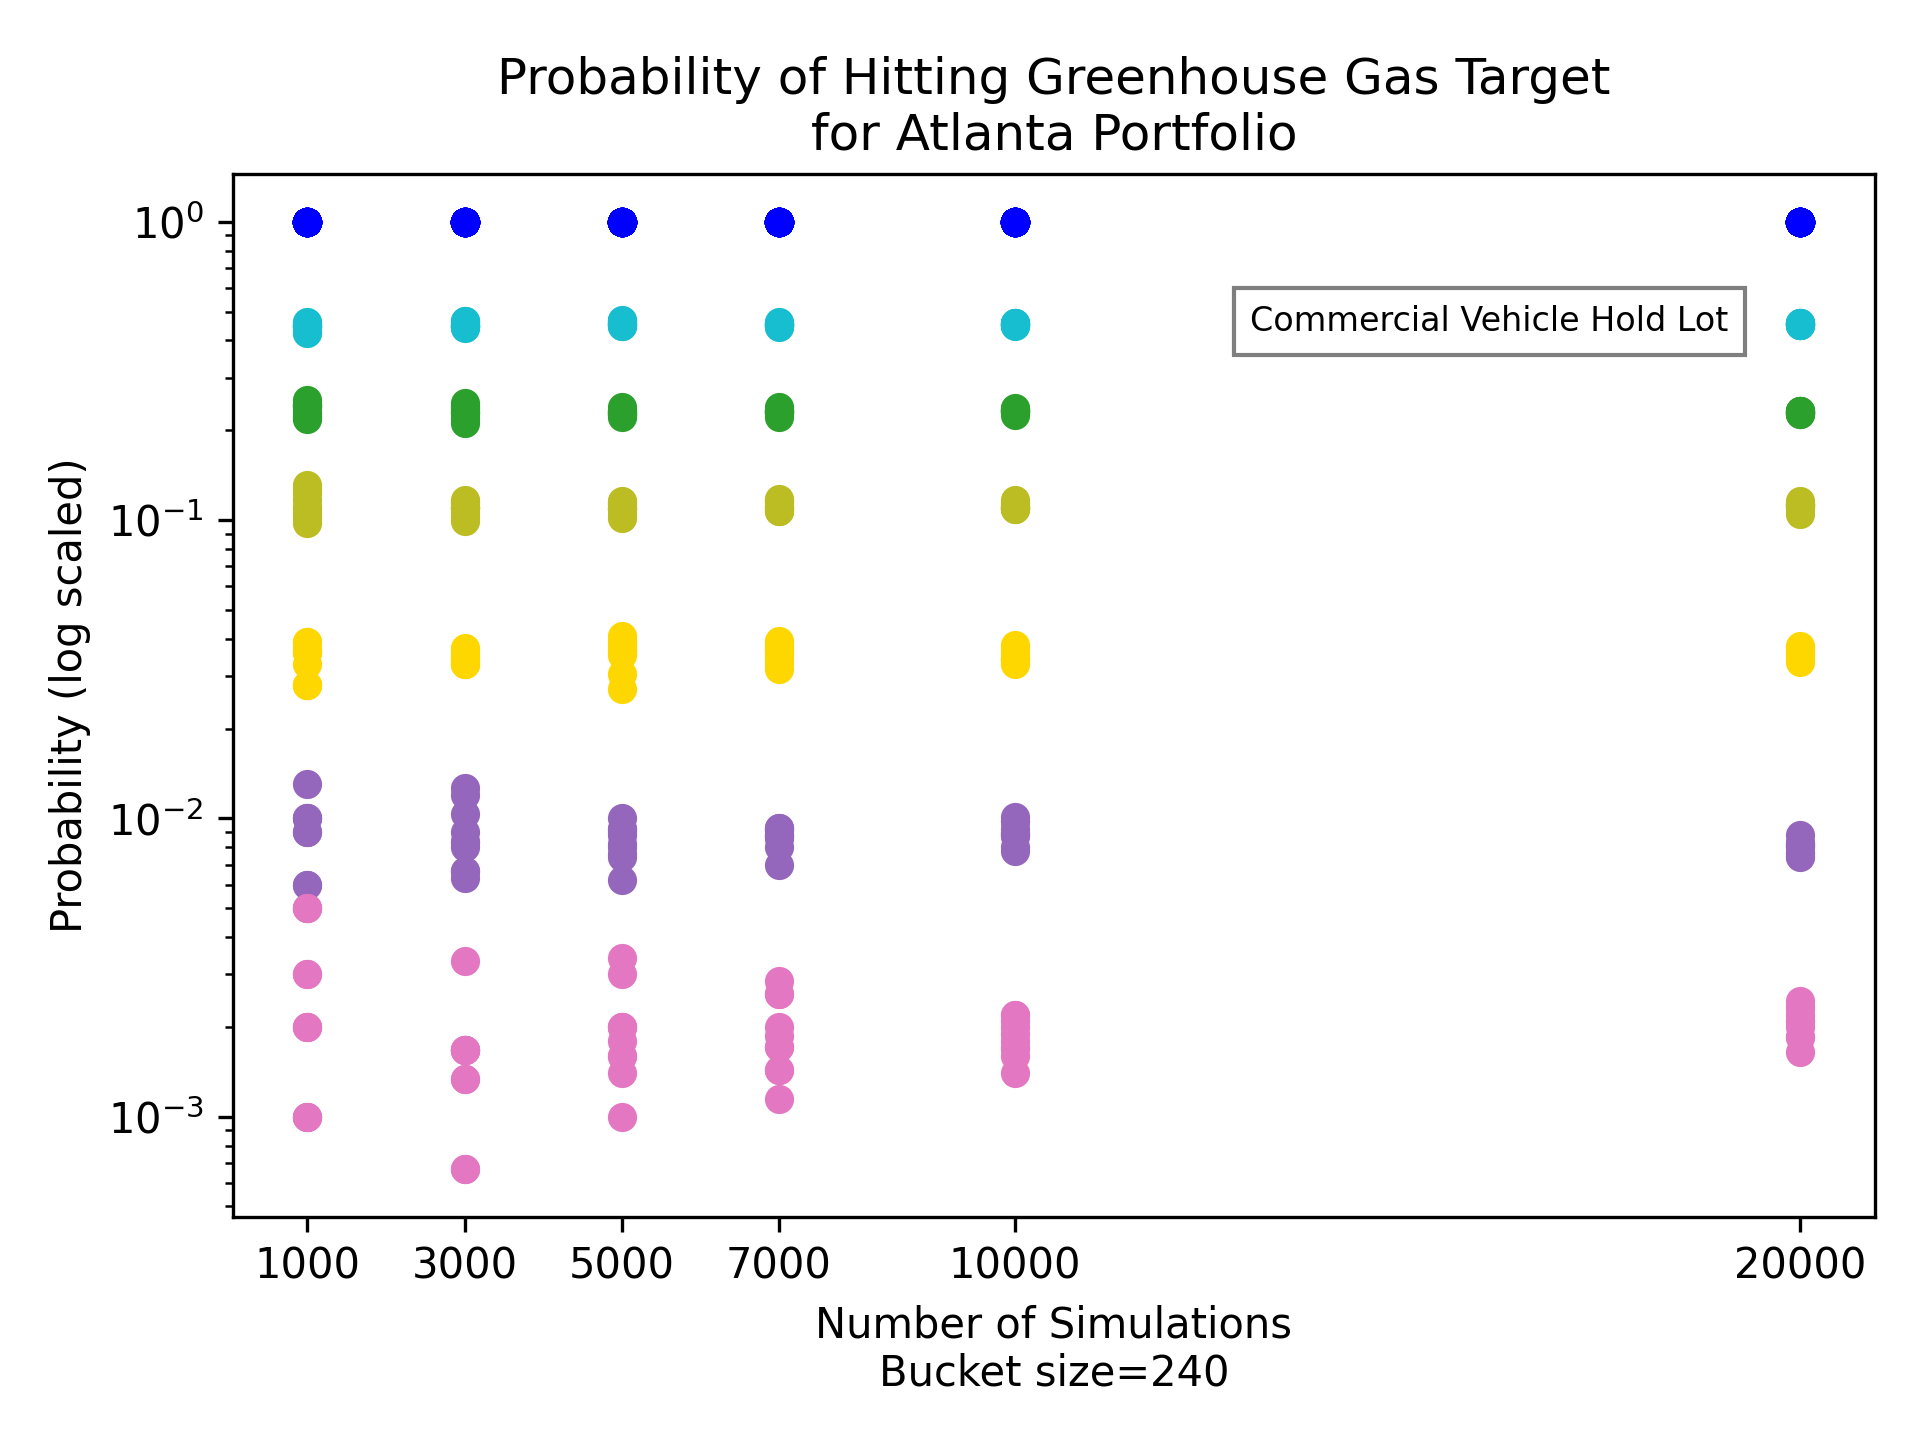 Probability of Hitting Greenhouse Gas Target
for Atlanta Portfolio
Probability (log scaled)
10⁰
10⁻¹
10⁻²
10⁻³
Commercial Vehicle Hold Lot
1000 3000 5000 7000 10000 20000
Number of Simulations
Bucket size=240